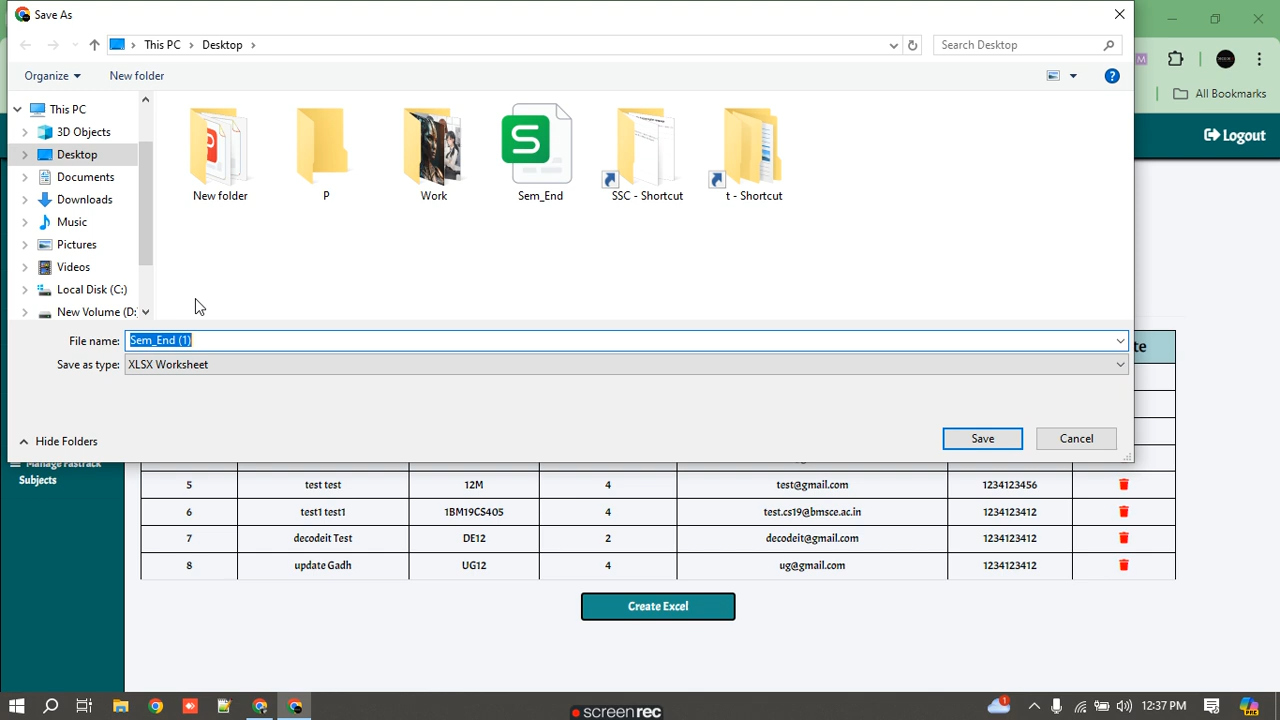 Save As
This PC
Desktop
Search Desktop
Organize
New folder
All Bookmarks
Logout
This PC
3D Objects
Desktop
Documents
Downloads
Music
Pictures
Videos
Local Disk (C:)
New Volume (D:
New folder
P
Work
Sem_End
SSC - Shortcut
t - Shortcut
File name: Sem_End (1)
Save as type: XLSX Worksheet
Hide Folders
Save
Cancel
Manage Fastrack
Subjects
5 test test 12M 4 test@gmail.com 1234123456
6 test1 test1 1BM19CS405 4 test.cs19@bmsce.ac.in 1234123412
7 decodeit Test DE12 2 decodeit@gmail.com 1234123412
8 update Gadh UG12 4 ug@gmail.com 1234123412
Create Excel
screenrec
12:37 PM